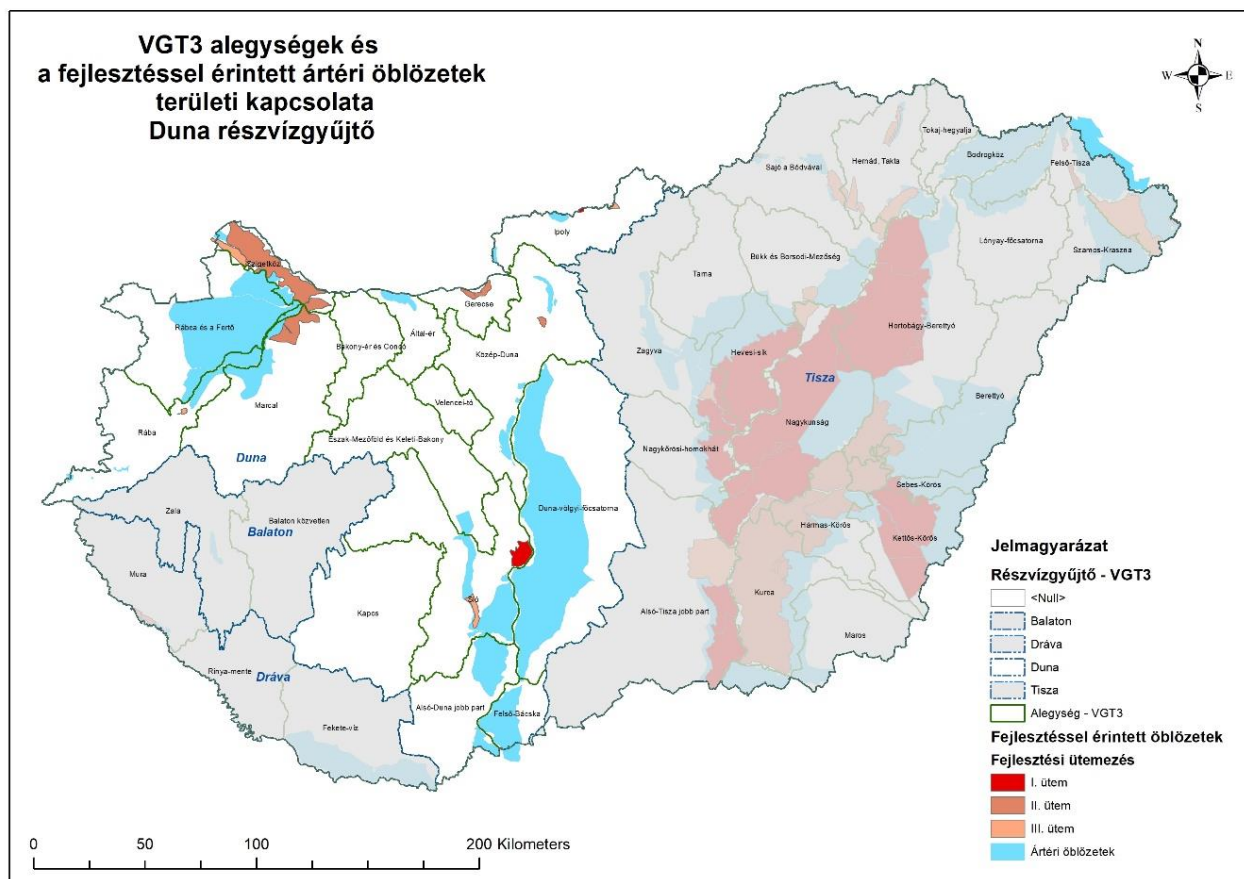 VGT3 alegységek és
a fejlesztéssel érintett ártéri öblözetek
területi kapcsolata
Duna részvízgyűjtő
N
W
E
S
Tokaj-hegyalja
Hernád, Takta
Sajó a Bódvával
Bodrogköz
Felső-Tisza
Ipoly
Lónyay-főcsatorna
Szamos-Kraszna
Tarna
Bükk és Borsodi-Mezőség
Szigetköz
Gerecse
Rábca és a Fertő
Által-ér
Bakony-ér és Concó
Közép-Duna
Zagyva
Hevesi-sík
Hortobágy-Berettyó
Tisza
Berettyó
Velencei-tó
Marcal
Nagykunság
Rába
Észak-Mezőföld és Keleti-Bakony
Nagykőrösi-homokhát
Duna
Sebes-Körös
Zala
Balaton közvetlen
Duna-völgyi-főcsatorna
Balaton
Hármas-Körös
Kettős-Körös
Mura
Kurca
Sió
Kapos
Alsó-Tisza jobb part
Maros
Rinya-mente
Dráva
Alsó-Duna jobb part
Felső-Bácska
Fekete-víz
Jelmagyarázat
Részvízgyűjtő - VGT3
<Null>
Balaton
Dráva
Duna
Tisza
Alegység - VGT3
Fejlesztéssel érintett öblözetek
Fejlesztési ütemezés
I. ütem
II. ütem
III. ütem
Ártéri öblözetek
0 50 100 200 Kilometers